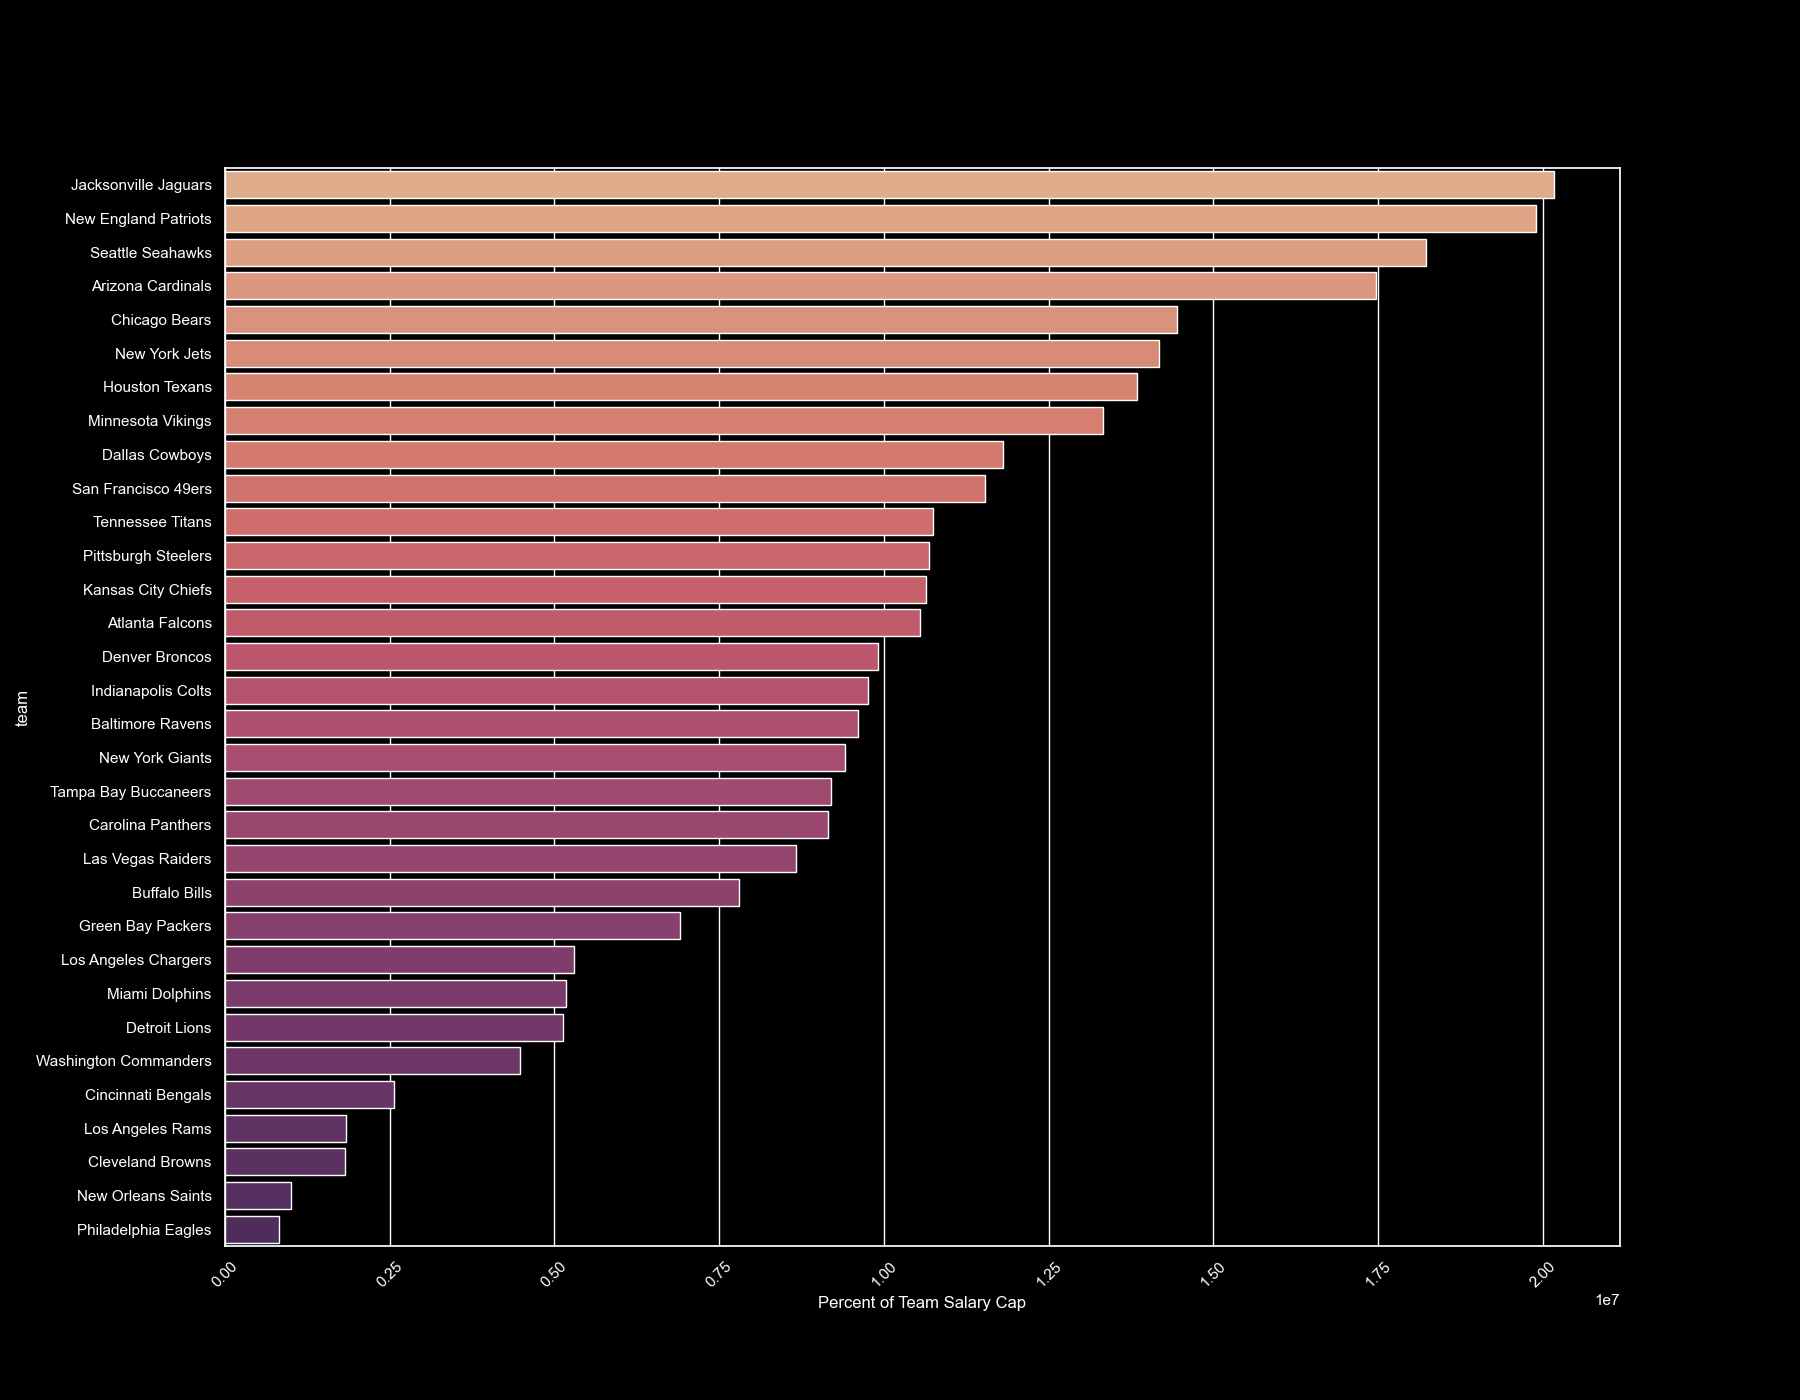 Jacksonville Jaguars
New England Patriots
Seattle Seahawks
Arizona Cardinals
Chicago Bears
New York Jets
Houston Texans
Minnesota Vikings
Dallas Cowboys
San Francisco 49ers
Tennessee Titans
Pittsburgh Steelers
Kansas City Chiefs
Atlanta Falcons
Denver Broncos
Indianapolis Colts
Baltimore Ravens
New York Giants
Tampa Bay Buccaneers
Carolina Panthers
Las Vegas Raiders
Buffalo Bills
Green Bay Packers
Los Angeles Chargers
Miami Dolphins
Detroit Lions
Washington Commanders
Cincinnati Bengals
Los Angeles Rams
Cleveland Browns
New Orleans Saints
Philadelphia Eagles
team
0.00 0.25 0.50 0.75 1.00 1.25 1.50 1.75 2.00
1e7
Percent of Team Salary Cap